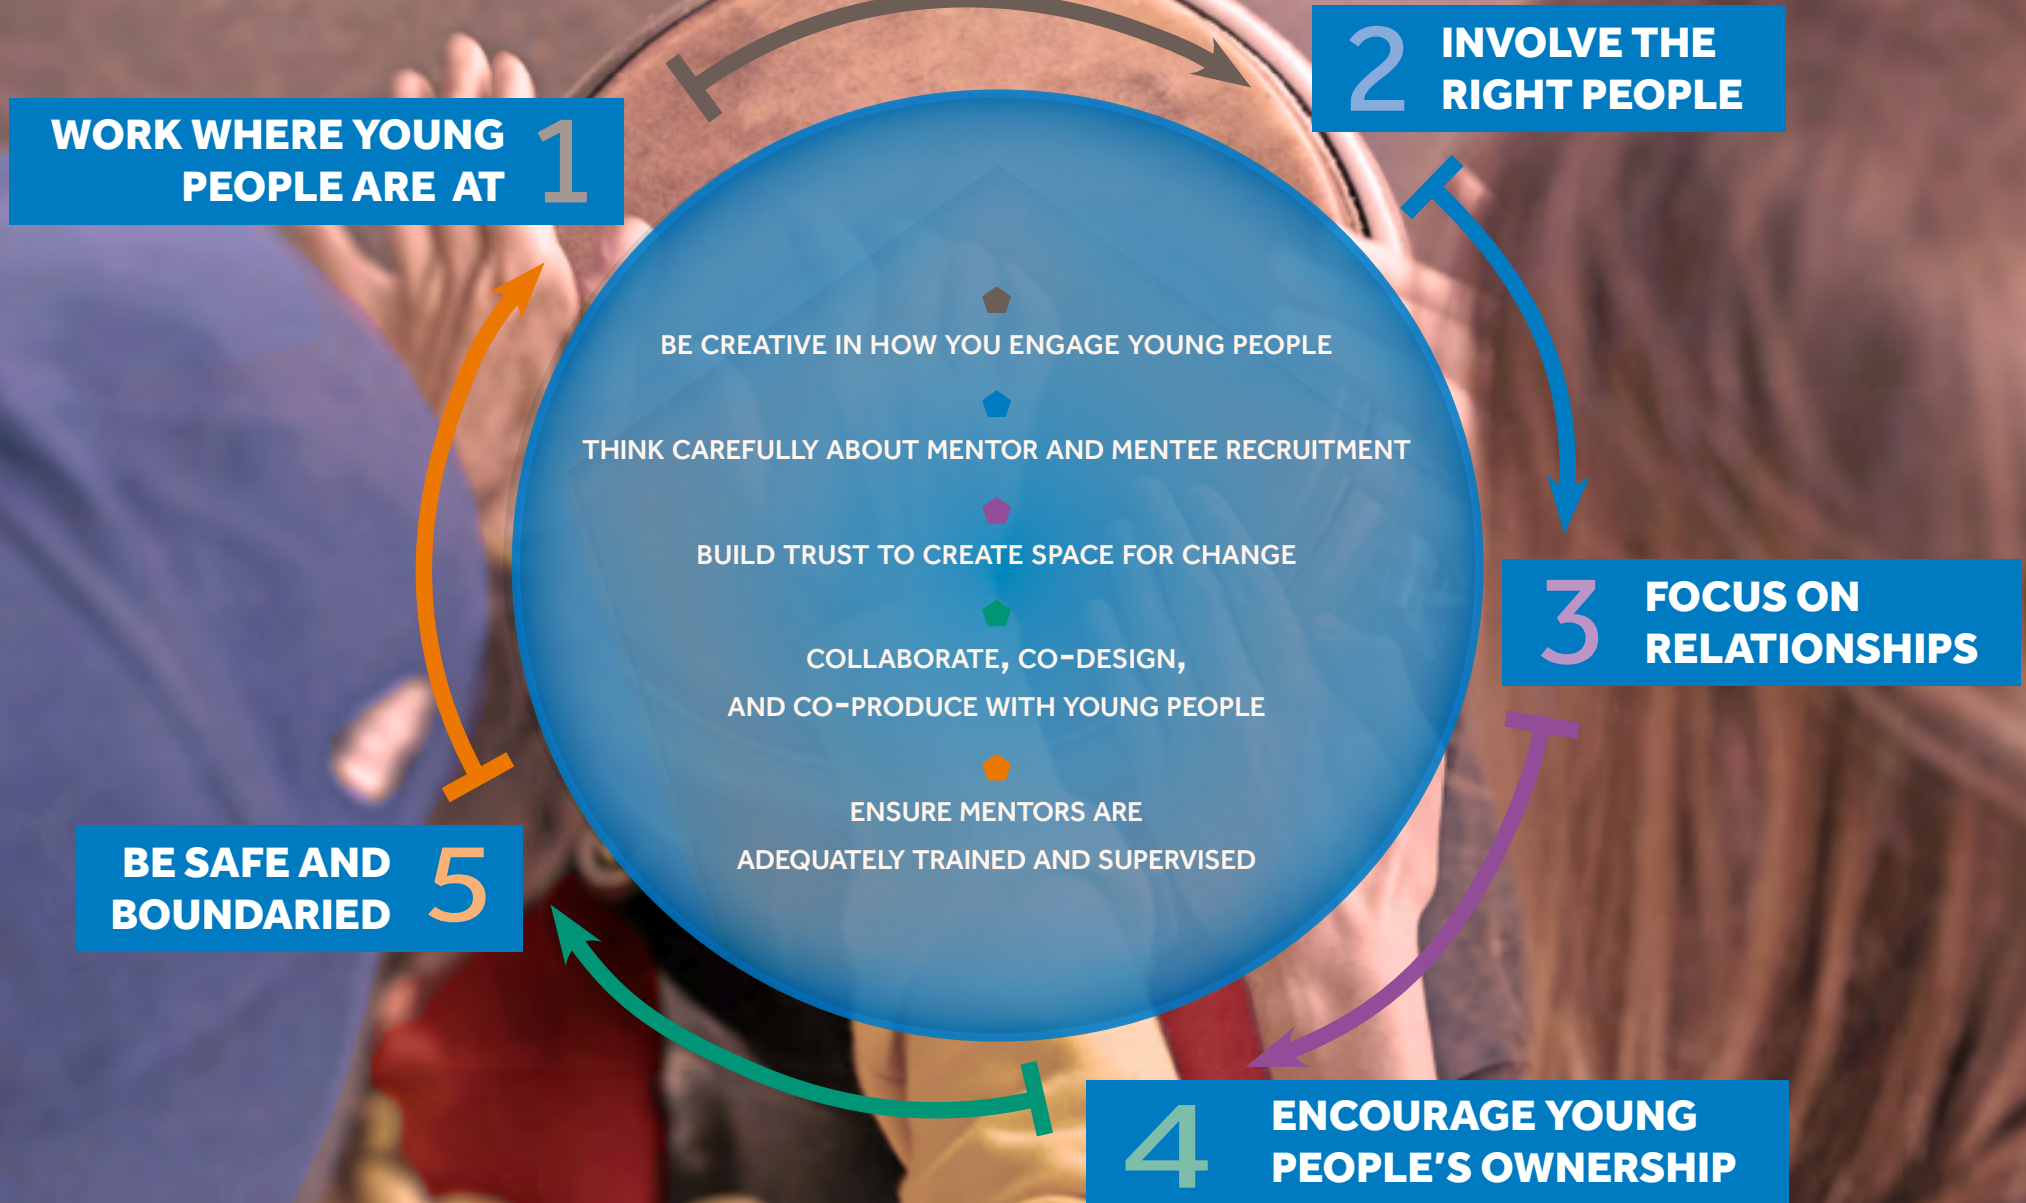 WORK WHERE YOUNG
PEOPLE ARE AT
1
2
INVOLVE THE
RIGHT PEOPLE
BE CREATIVE IN HOW YOU ENGAGE YOUNG PEOPLE
THINK CAREFULLY ABOUT MENTOR AND MENTEE RECRUITMENT
BUILD TRUST TO CREATE SPACE FOR CHANGE
COLLABORATE, CO-DESIGN,
AND CO-PRODUCE WITH YOUNG PEOPLE
ENSURE MENTORS ARE
ADEQUATELY TRAINED AND SUPERVISED
3
FOCUS ON
RELATIONSHIPS
4
ENCOURAGE YOUNG
PEOPLE'S OWNERSHIP
BE SAFE AND
BOUNDARIED
5